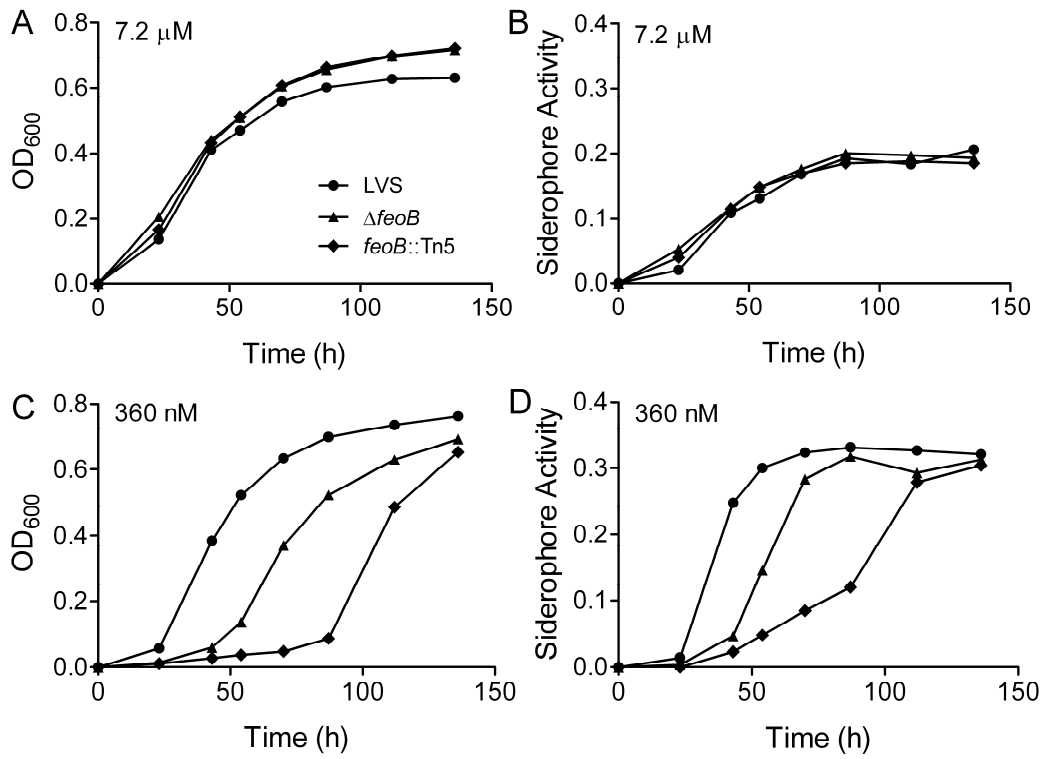 A
7.2 μM
OD600
0.8
0.6
0.4
0.2
0.0
LVS
ΔfeoB
feoB::Tn5
0 50 100 150
Time (h)
B
7.2 μM
Siderophore Activity
0.4
0.3
0.2
0.1
0.0
0 50 100 150
Time (h)
C
360 nM
OD600
0.8
0.6
0.4
0.2
0.0
0 50 100 150
Time (h)
D
360 nM
Siderophore Activity
0.4
0.3
0.2
0.1
0.0
0 50 100 150
Time (h)